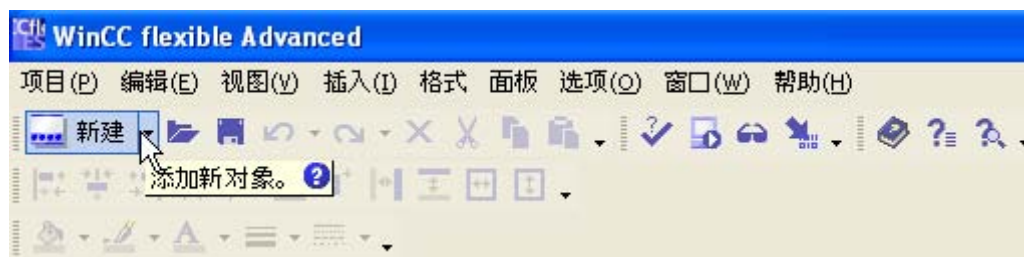 WinCC flexible Advanced
项目(P) 编辑(E) 视图(V) 插入(I) 格式 面板 选项(O) 窗口(W) 帮助(H)
新建
添加新对象。